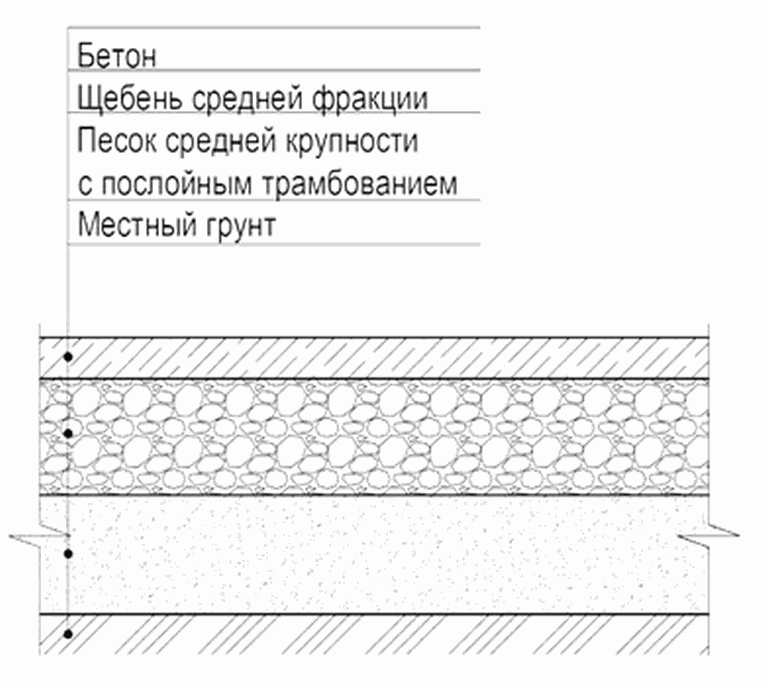 Бетон
Щебень средней фракции
Песок средней крупности
с послойным трамбованием
Местный грунт